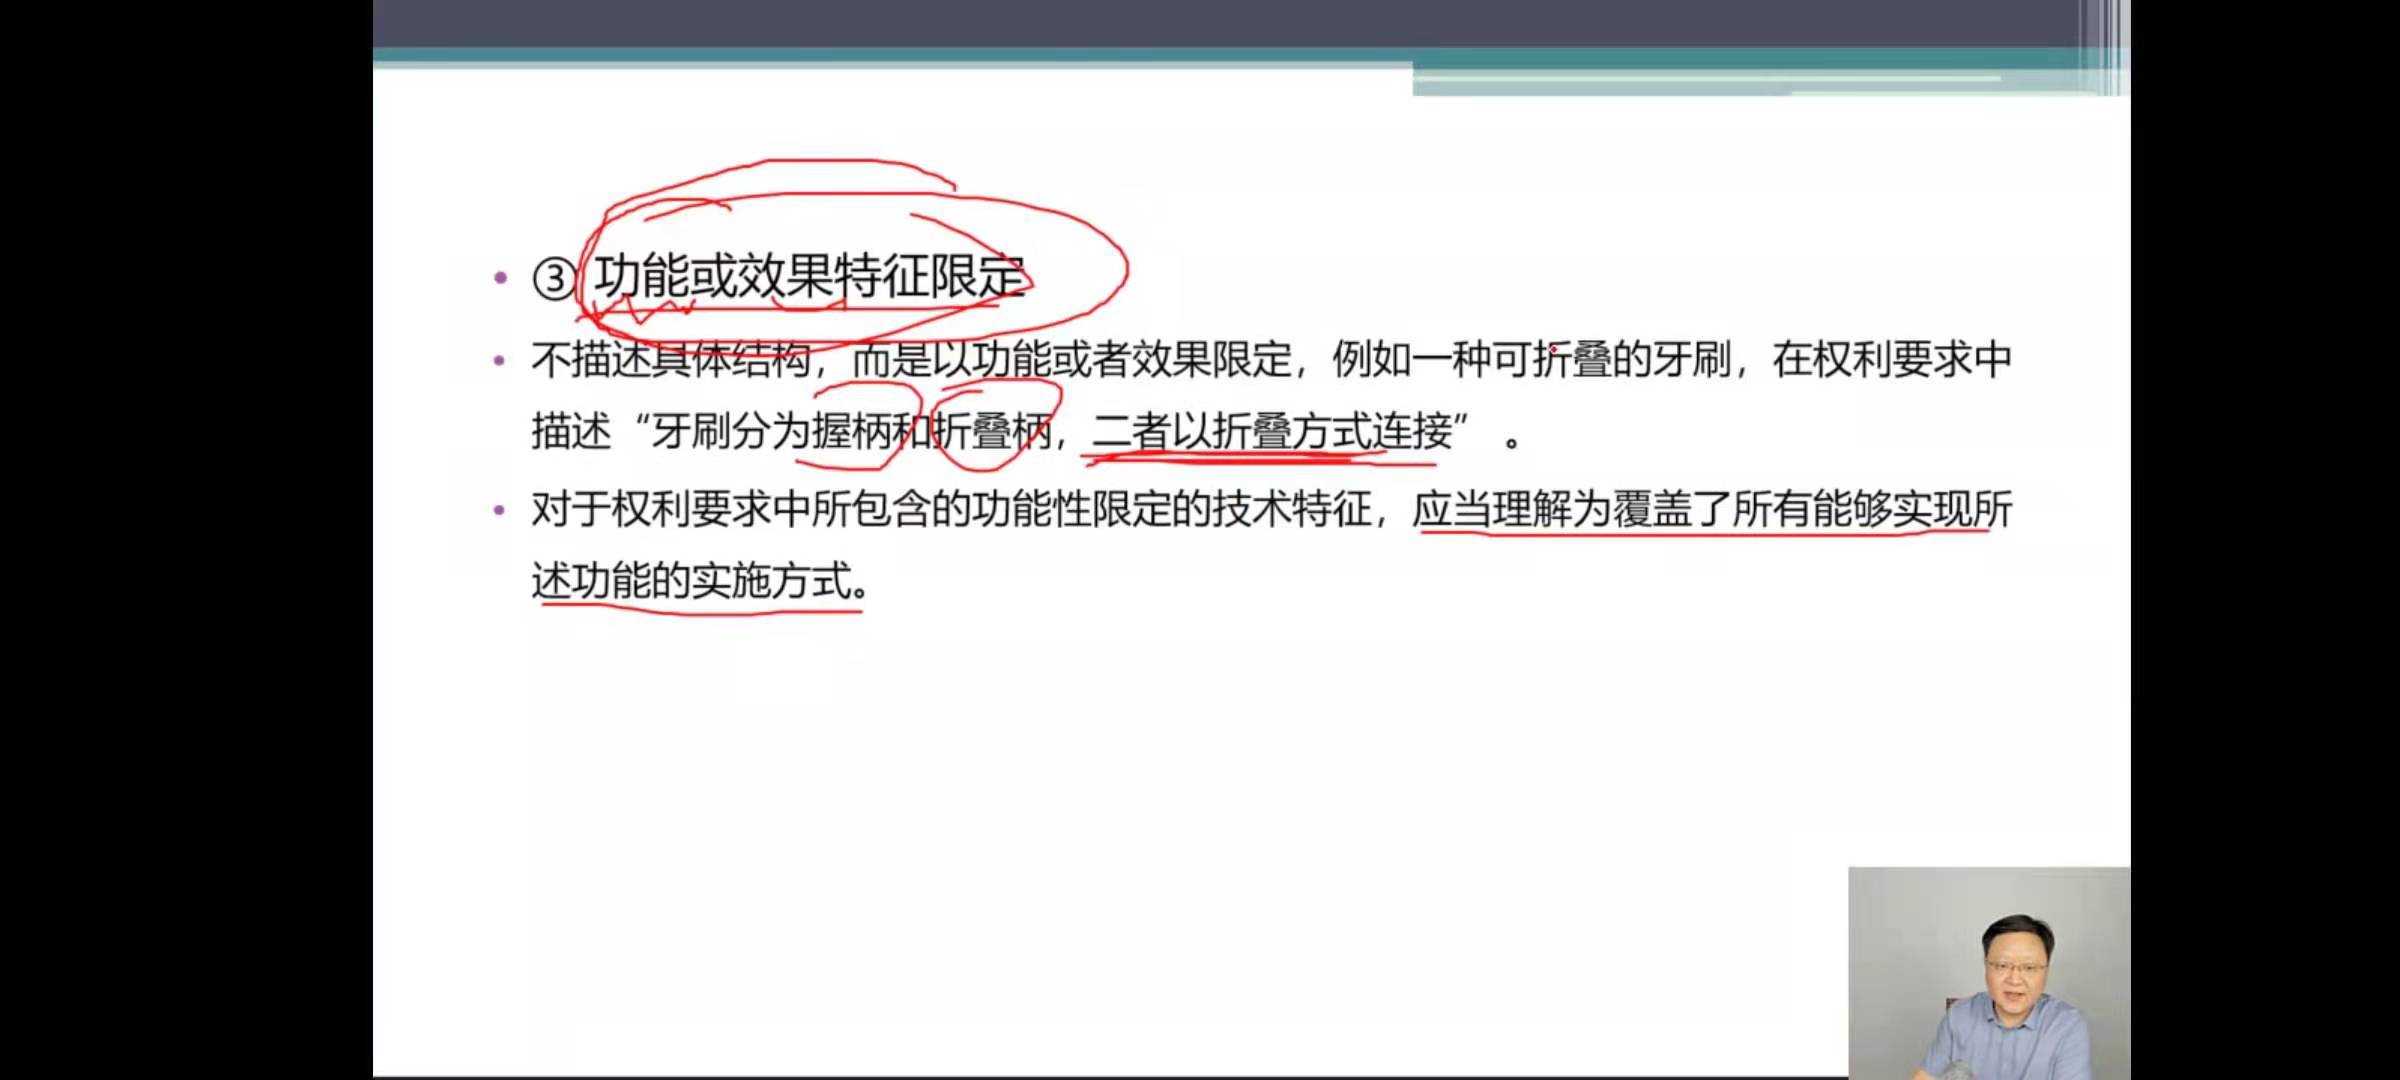 ③ 功能或效果特征限定
不描述具体结构，而是以功能或者效果限定，例如一种可折叠的牙刷，在权利要求中
描述“牙刷分为握柄和折叠柄，二者以折叠方式连接” 。
对于权利要求中所包含的功能性限定的技术特征，应当理解为覆盖了所有能够实现所
述功能的实施方式。